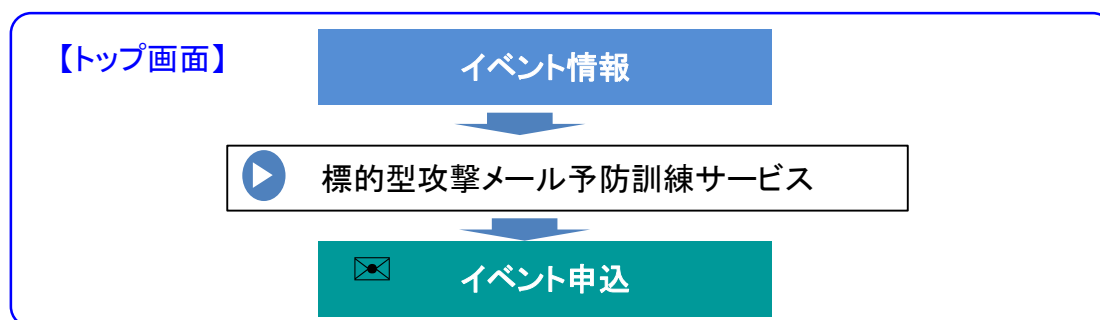 【トップ画面】
イベント情報
標的型攻撃メール予防訓練サービス
イベント申込